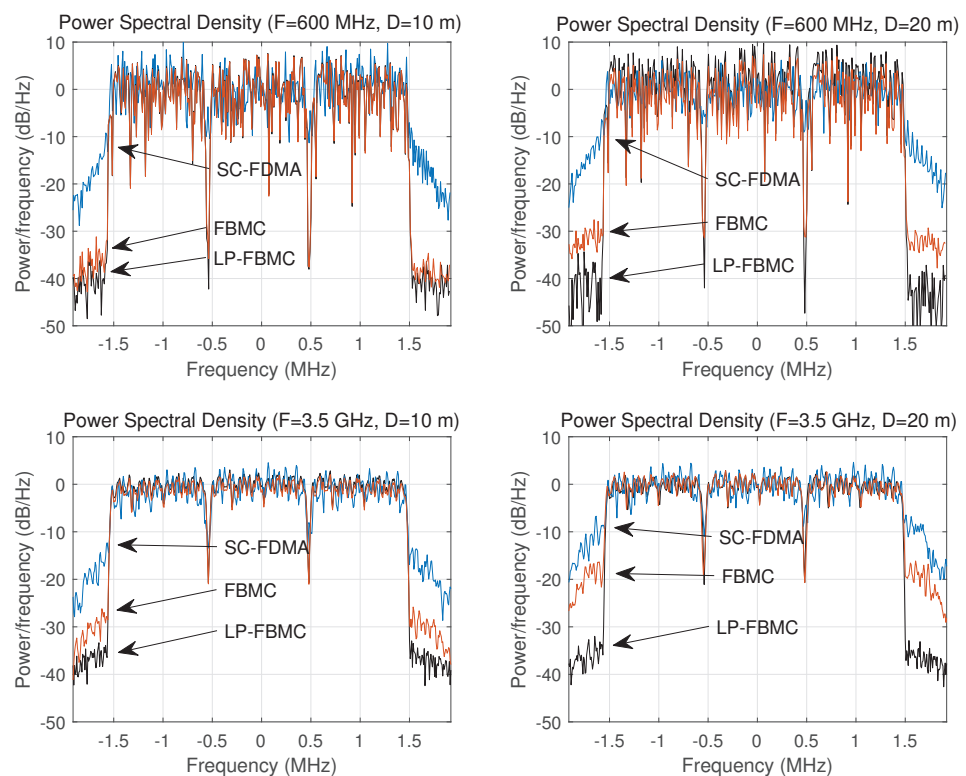 Power Spectral Density (F=600 MHz, D=10 m)
10
0
-10
-20
-30
-40
-50
Power/frequency (dB/Hz)
SC-FDMA
FBMC
LP-FBMC
-1.5 -1 -0.5 0 0.5 1 1.5
Frequency (MHz)
Power Spectral Density (F=600 MHz, D=20 m)
10
0
-10
-20
-30
-40
-50
Power/frequency (dB/Hz)
SC-FDMA
FBMC
LP-FBMC
-1.5 -1 -0.5 0 0.5 1 1.5
Frequency (MHz)
Power Spectral Density (F=3.5 GHz, D=10 m)
10
0
-10
-20
-30
-40
-50
Power/frequency (dB/Hz)
SC-FDMA
FBMC
LP-FBMC
-1.5 -1 -0.5 0 0.5 1 1.5
Frequency (MHz)
Power Spectral Density (F=3.5 GHz, D=20 m)
10
0
-10
-20
-30
-40
-50
Power/frequency (dB/Hz)
SC-FDMA
FBMC
LP-FBMC
-1.5 -1 -0.5 0 0.5 1 1.5
Frequency (MHz)